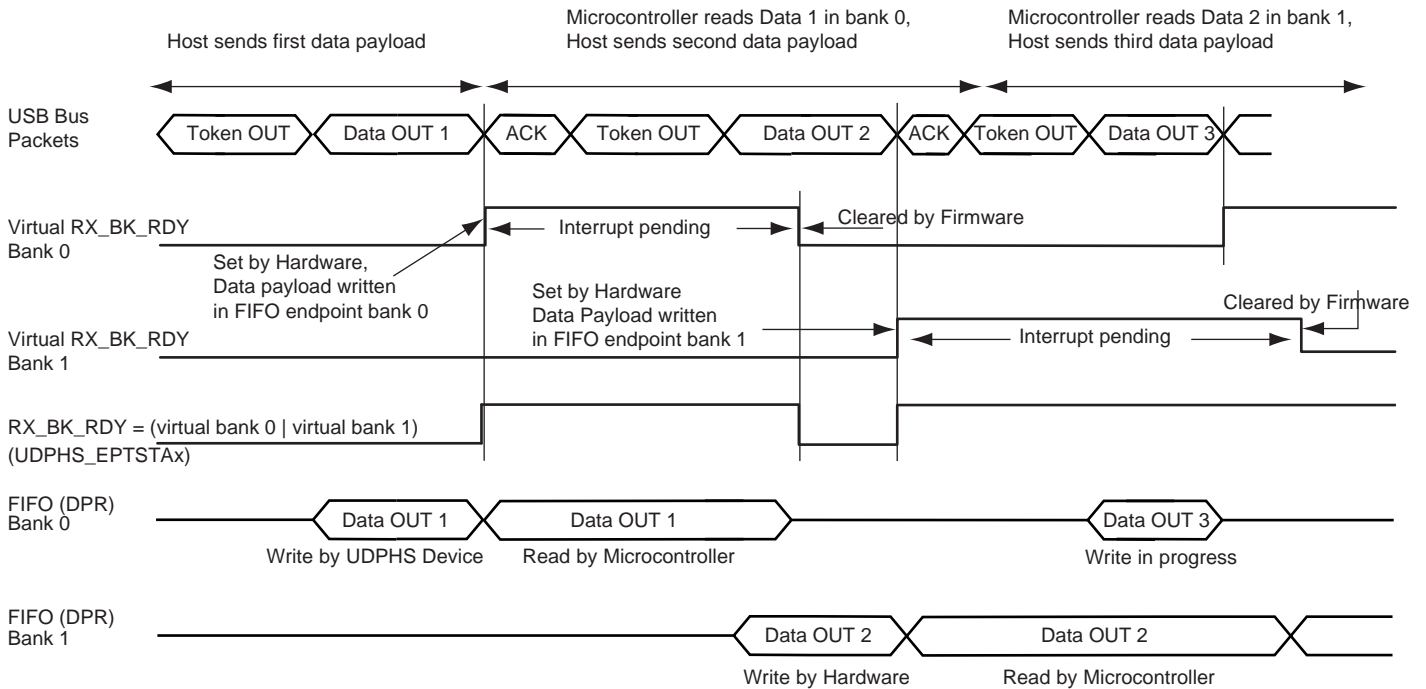 Host sends first data payload
Microcontroller reads Data 1 in bank 0,
Host sends second data payload
Microcontroller reads Data 2 in bank 1,
Host sends third data payload
USB Bus
Packets
Token OUT
Data OUT 1
ACK
Token OUT
Data OUT 2
ACK
Token OUT
Data OUT 3
Virtual RX_BK_RDY
Bank 0
Interrupt pending
Cleared by Firmware
Set by Hardware,
Data payload written
in FIFO endpoint bank 0
Set by Hardware
Data Payload written
in FIFO endpoint bank 1
Cleared by Firmware
Virtual RX_BK_RDY
Bank 1
Interrupt pending
RX_BK_RDY = (virtual bank 0 | virtual bank 1)
(UDPHS_EPTSTAx)
FIFO (DPR)
Bank 0
Data OUT 1
Data OUT 1
Data OUT 3
Write by UDPHS Device
Read by Microcontroller
Write in progress
FIFO (DPR)
Bank 1
Data OUT 2
Data OUT 2
Write by Hardware
Read by Microcontroller